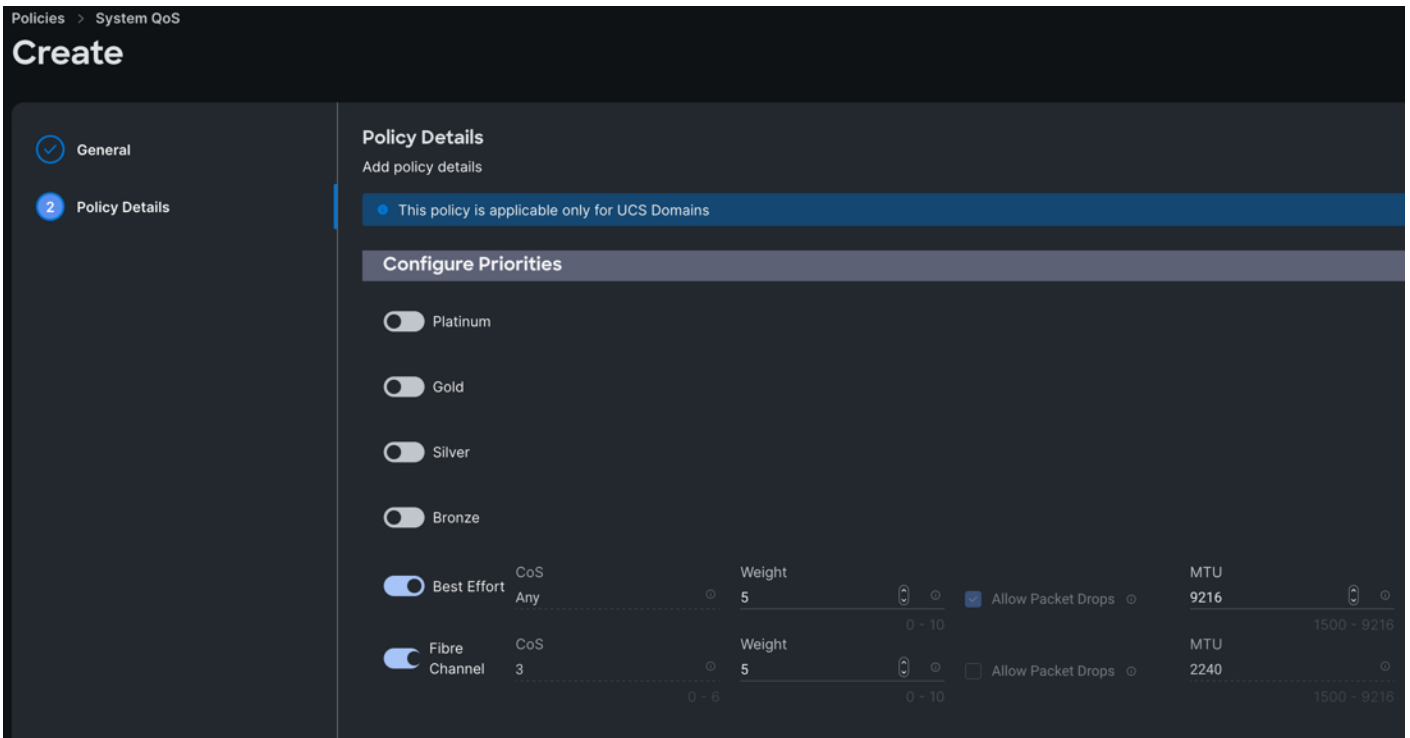 Policies > System QoS
Create
General
2 Policy Details
Policy Details
Add policy details
This policy is applicable only for UCS Domains
Configure Priorities
Platinum
Gold
Silver
Bronze
Best Effort
CoS
Any
Weight
5
0 - 10
Allow Packet Drops
MTU
9216
1500 - 9216
Fibre
Channel
CoS
3
0 - 6
Weight
5
0 - 10
Allow Packet Drops
MTU
2240
1500 - 9216